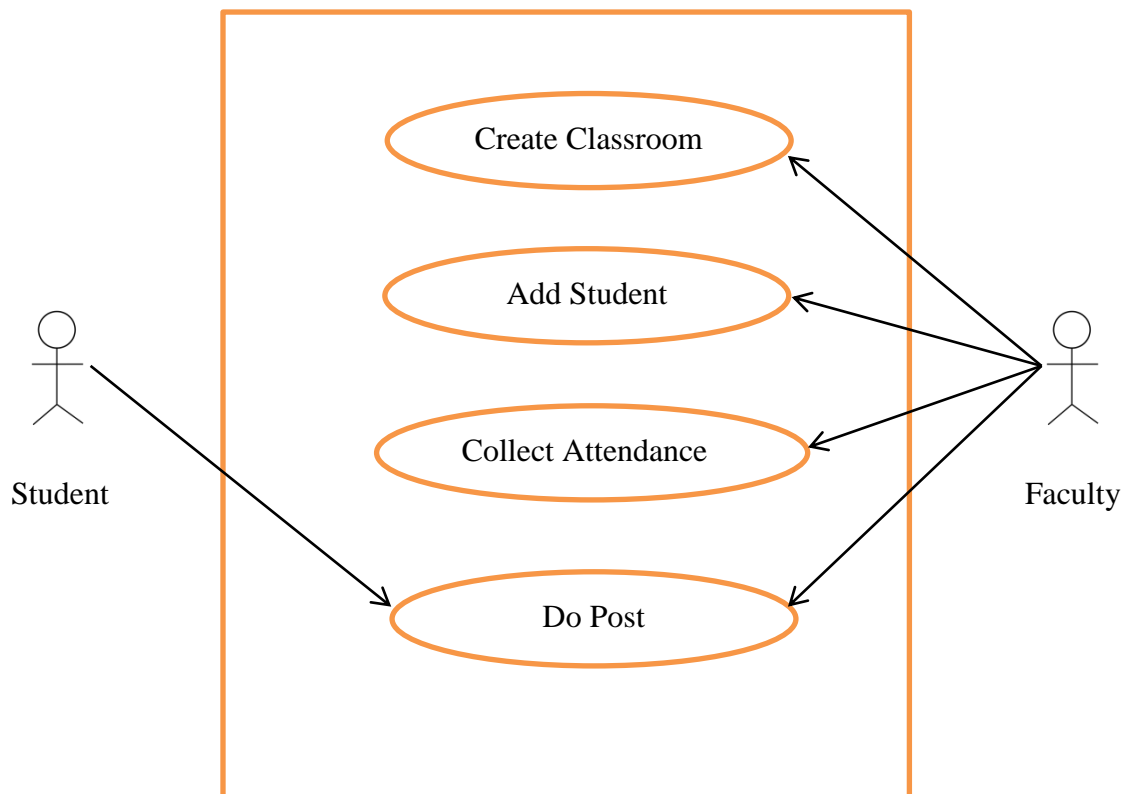 Create Classroom
Add Student
Collect Attendance
Student
Faculty
Do Post